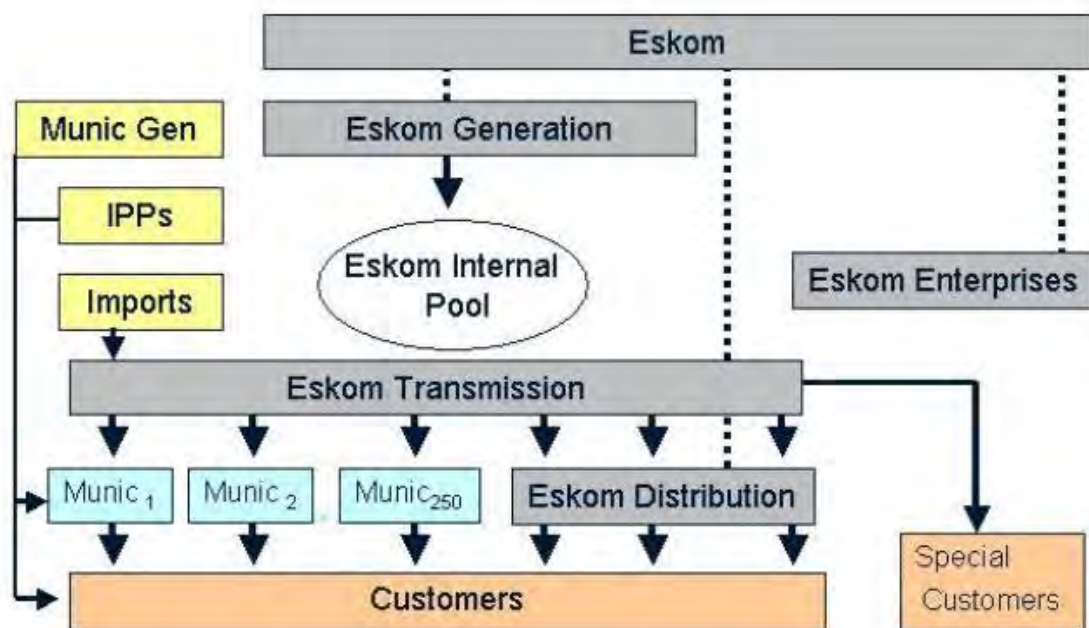 Eskom
Munic Gen
Eskom Generation
IPPs
Eskom Internal
Pool
Eskom Enterprises
Imports
Eskom Transmission
Munic 1
Munic 2
Munic250
Eskom Distribution
Special
Customers
Customers